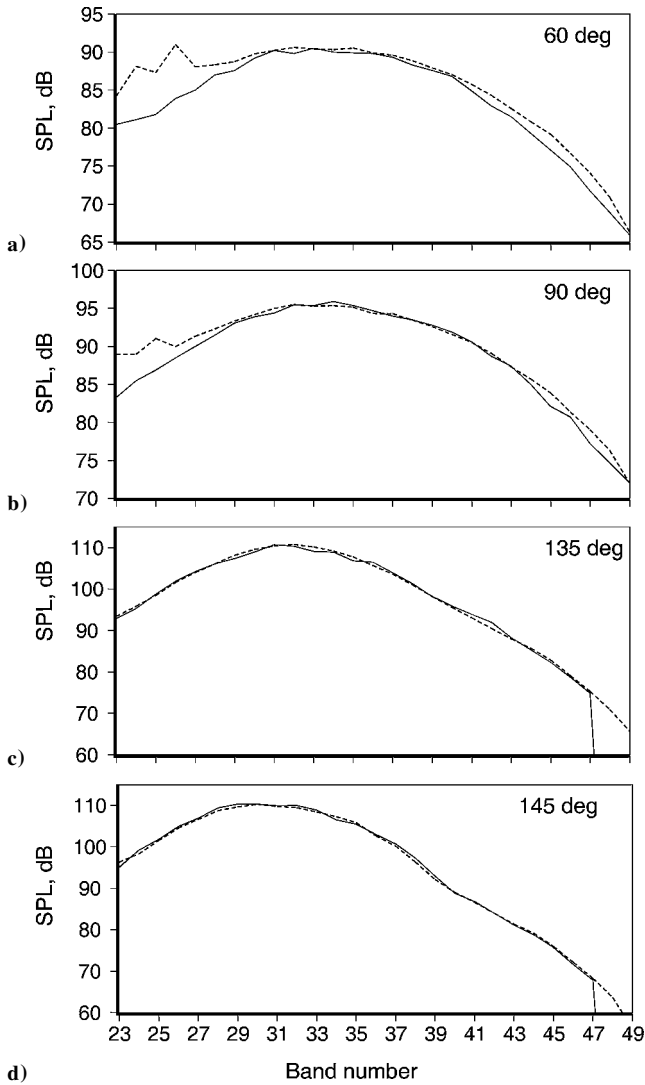 95
60 deg
90
85
SPL, dB
80
75
70
65
a)
100
90 deg
95
90
SPL, dB
85
80
75
70
b)
110
135 deg
100
SPL, dB
90
80
70
60
c)
110
145 deg
100
SPL, dB
90
80
70
60
23 25 27 29 31 33 35 37 39 41 43 45 47 49
d)
Band number